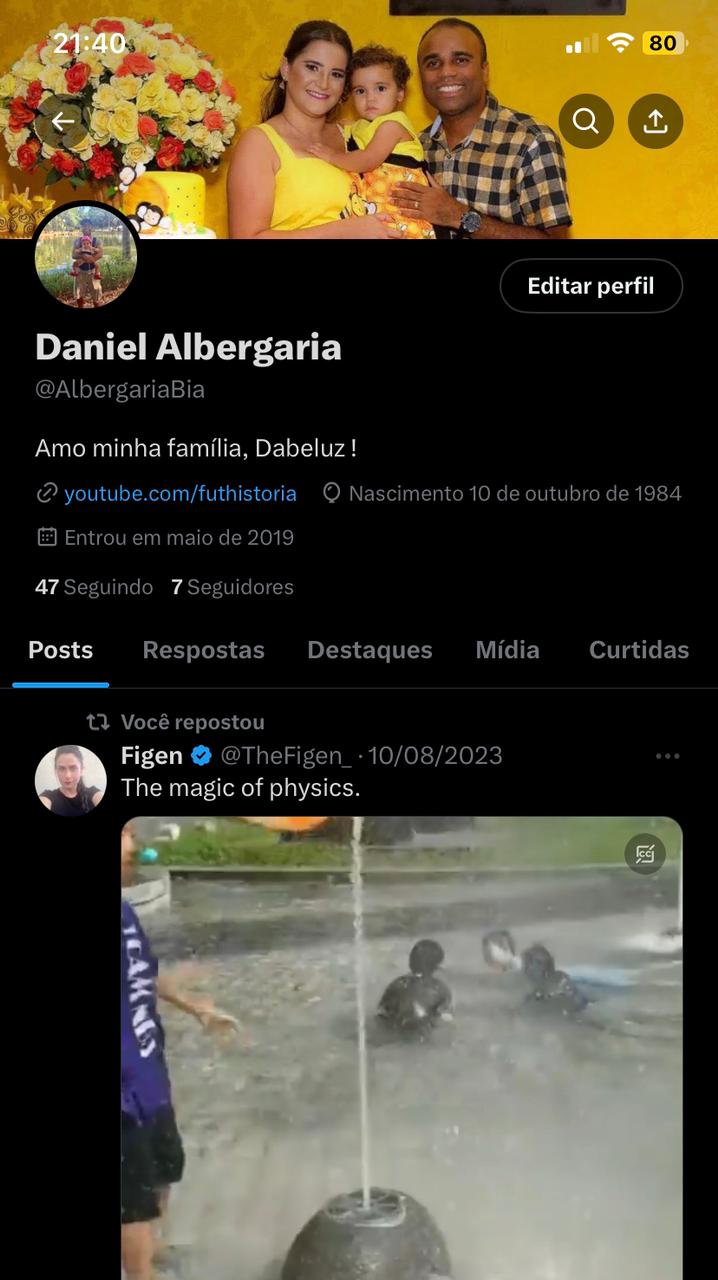 21:40
80
Editar perfil
Daniel Albergaria
@AlbergariaBia
Amo minha família, Dabeluz !
youtube.com/futhistoria Nascimento 10 de outubro de 1984
Entrou em maio de 2019
47 Seguindo 7 Seguidores
Posts Respostas Destaques Mídia Curtidas
Você repostou
Figen @TheFigen_ · 10/08/2023
The magic of physics.
CC